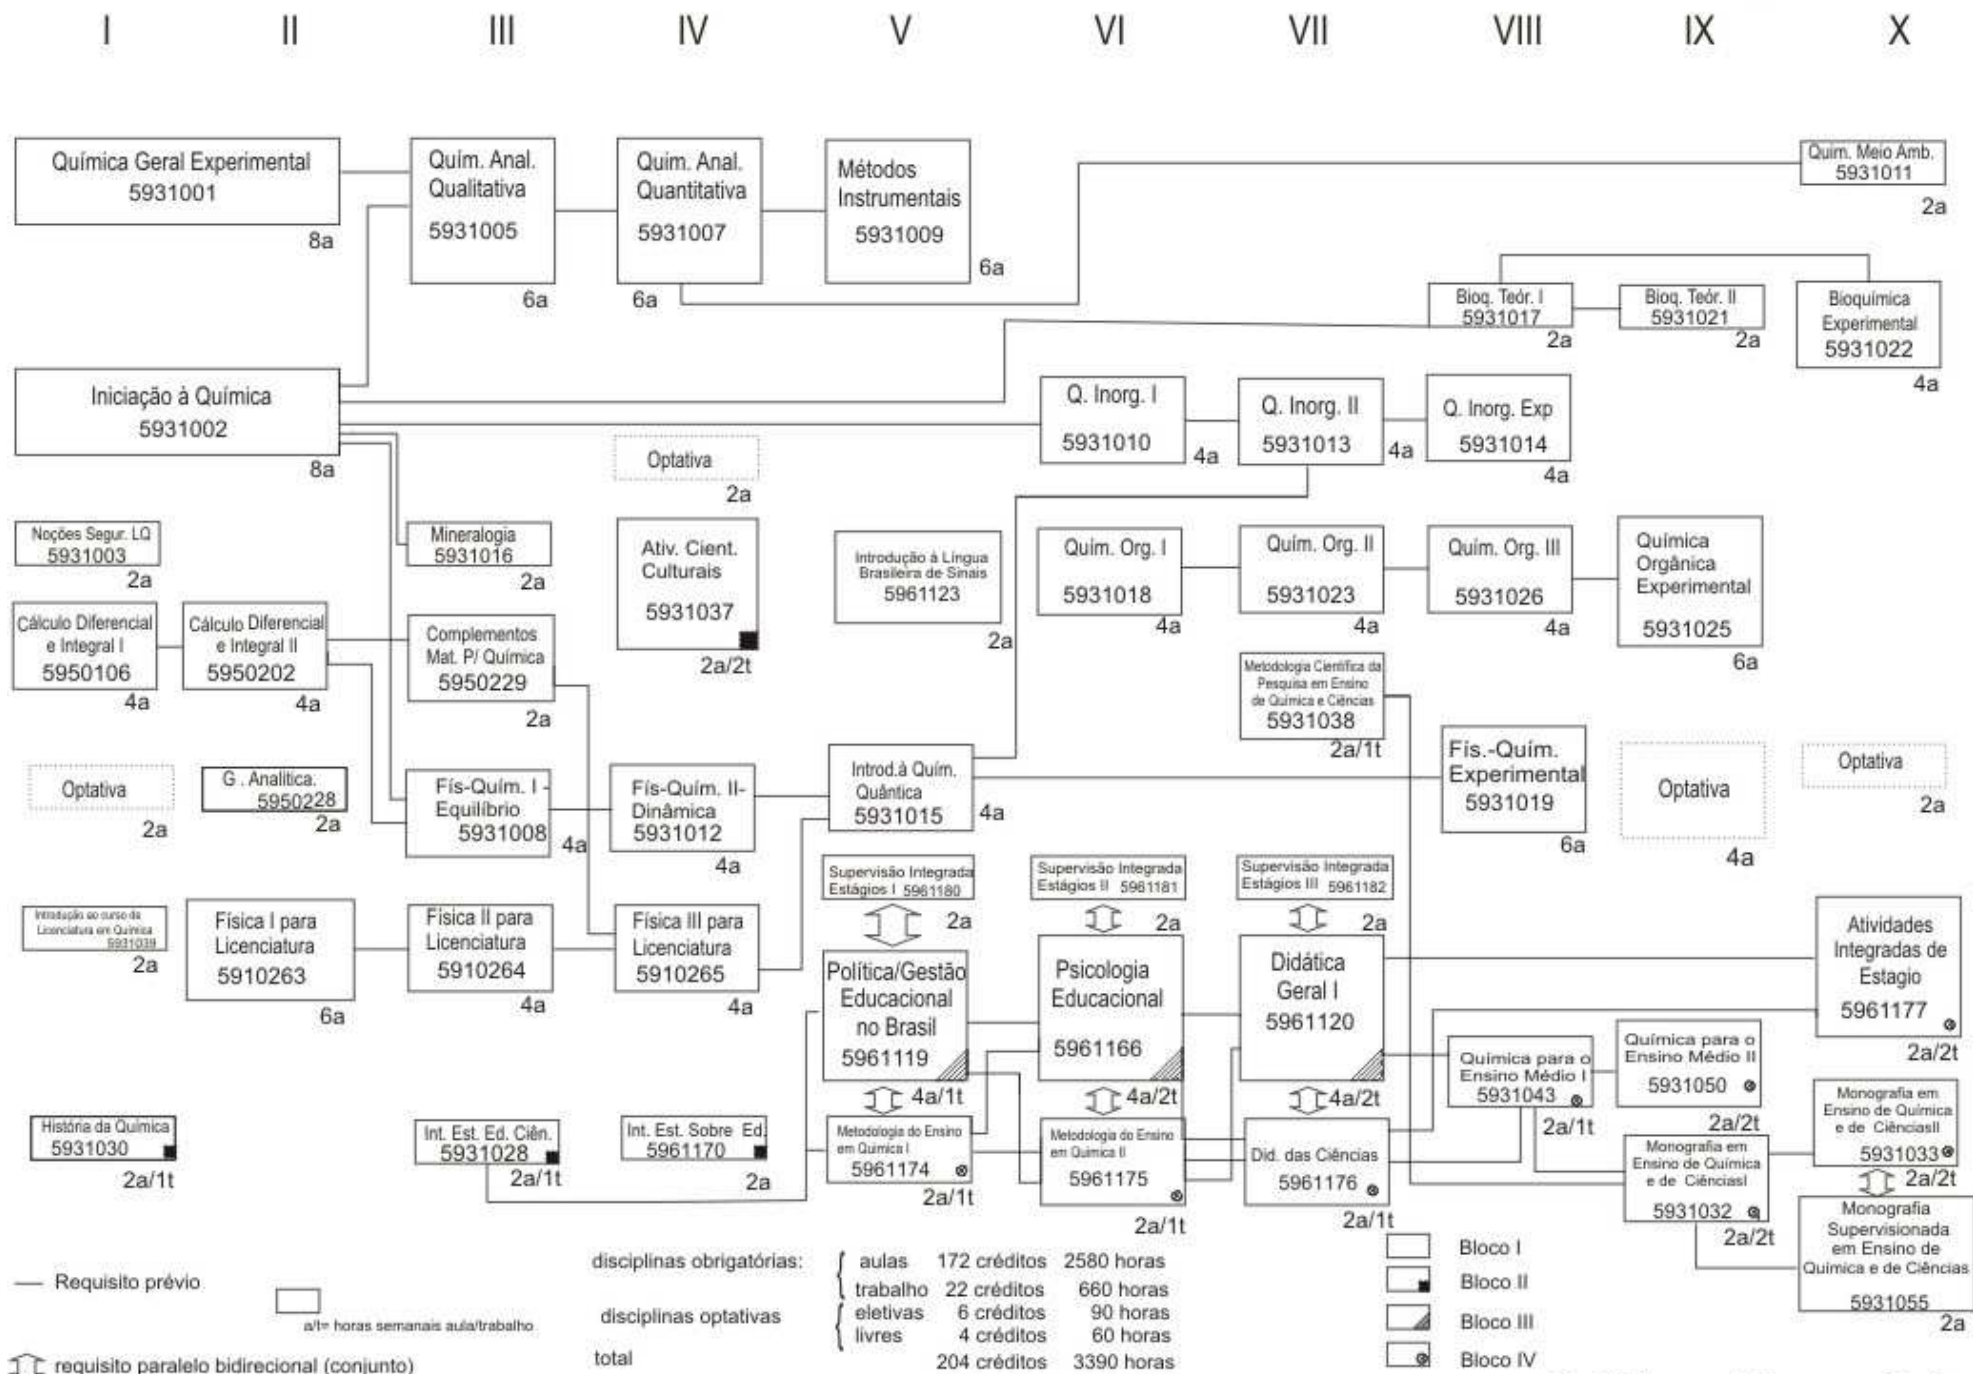 I II III IV V VI VII VIII IX X
Química Geral Experimental
5931001
8a
Quím. Anal.
Qualitativa
5931005
6a
Quim. Anal.
Quantitativa
5931007
6a
Métodos
Instrumentais
5931009
6a
Quim. Meio Amb.
5931011
2a
Bioq. Teór. I
5931017
2a
Bioq. Teór. II
5931021
2a
Bioquímica
Experimental
5931022
4a
Iniciação à Química
5931002
8a
Optativa
2a
Q. Inorg. I
5931010
4a
Q. Inorg. II
5931013
4a
Q. Inorg. Exp
5931014
4a
Noções Segur. LQ
5931003
2a
Mineralogia
5931016
2a
Ativ. Cient.
Culturais
5931037
2a/2t
Introdução à Língua
Brasileira de Sinais
5961123
2a
Quím. Org. I
5931018
4a
Quím. Org. II
5931023
4a
Quím. Org. III
5931026
4a
Química
Orgânica
Experimental
5931025
6a
Cálculo Diferencial
e Integral I
5950106
4a
Cálculo Diferencial
e Integral II
5950202
4a
Complementos
Mat. P/ Química
5950229
2a
Metodologia Científica da
Pesquisa em Ensino
de Química e Ciências
5931038
2a/1t
Optativa
2a
G . Analítica.
5950228
2a
Fís-Quím. I -
Equilíbrio
5931008
4a
Fís-Quím. II-
Dinâmica
5931012
4a
Introd.à Quím.
Quântica
5931015
4a
Fís.-Quím.
Experimental
5931019
6a
Optativa
4a
Optativa
2a
Introdução ao curso de
Licenciatura em Química
5931039
2a
Física I para
Licenciatura
5910263
6a
Física II para
Licenciatura
5910264
4a
Física III para
Licenciatura
5910265
4a
Supervisão Integrada
Estágios I 5961180
2a
Supervisão Integrada
Estágios II 5961181
2a
Supervisão Integrada
Estágios III 5961182
2a
Política/Gestão
Educacional
no Brasil
5961119
4a/1t
Psicologia
Educacional
5961166
4a/2t
Didática
Geral I
5961120
4a/2t
Atividades
Integradas de
Estagio
5961177
2a/2t
Química para o
Ensino Médio I
5931043
2a/1t
Química para o
Ensino Médio II
5931050
2a/2t
História da Química
5931030
2a/1t
Int. Est. Ed. Ciên.
5931028
2a/1t
Int. Est. Sobre Ed.
5961170
2a
Metodologia do Ensino
em Química I
5961174
2a/1t
Metodologia do Ensino
em Química II
5961175
2a/1t
Did. das Ciências
5961176
2a/1t
Monografia em
Ensino de Química
e de CiênciasI
5931032
2a/2t
Monografia em
Ensino de Química
e de CiênciasII
5931033
2a/2t
Monografia
Supervisionada
em Ensino de
Química e de Ciências
5931055
2a
Requisito prévio
a/t= horas semanais aula/trabalho
requisito paralelo bidirecional (conjunto)
disciplinas obrigatórias: aulas 172 créditos 2580 horas
trabalho 22 créditos 660 horas
disciplinas optativas eletivas 6 créditos 90 horas
livres 4 créditos 60 horas
total 204 créditos 3390 horas
Bloco I
Bloco II
Bloco III
Bloco IV